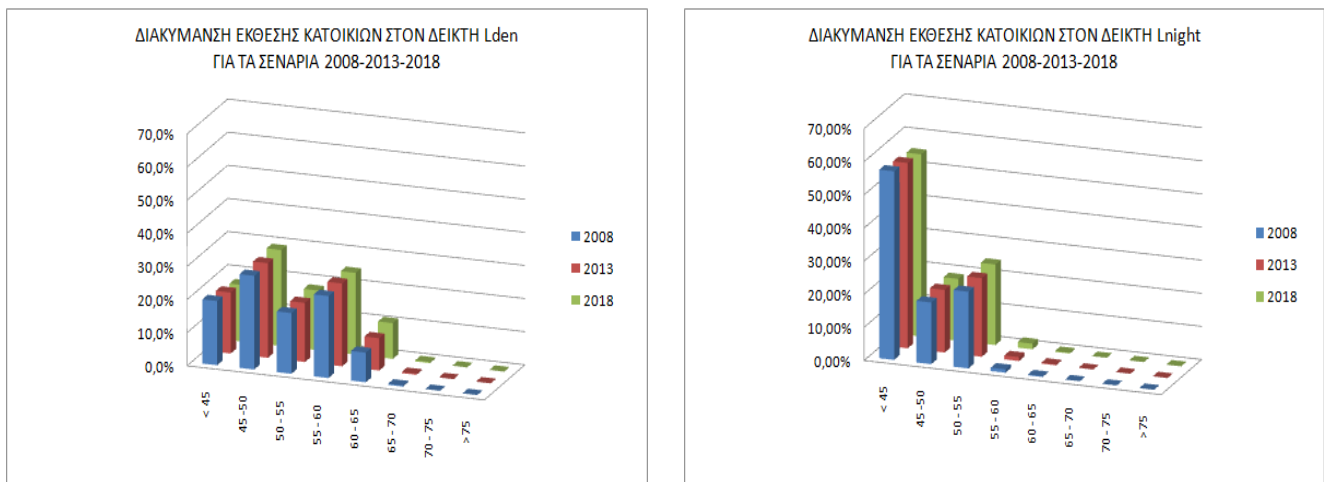 ΔΙΑΚΥΜΑΝΣΗ ΕΚΘΕΣΗΣ ΚΑΤΟΙΚΙΩΝ ΣΤΟΝ ΔΕΙΚΤΗ Lden
ΓΙΑ ΤΑ ΣΕΝΑΡΙΑ 2008-2013-2018
70,0%
60,0%
50,0%
40,0%
30,0%
20,0%
10,0%
0,0%
< 45
45 -50
50 - 55
55 - 60
60 - 65
65 - 70
70 - 75
>75
2008
2013
2018
ΔΙΑΚΥΜΑΝΣΗ ΕΚΘΕΣΗΣ ΚΑΤΟΙΚΙΩΝ ΣΤΟΝ ΔΕΙΚΤΗ Lnight
ΓΙΑ ΤΑ ΣΕΝΑΡΙΑ 2008-2013-2018
70,00%
60,00%
50,00%
40,00%
30,00%
20,00%
10,00%
0,00%
< 45
45 -50
50 - 55
55 - 60
60 - 65
65 - 70
70 - 75
>75
2008
2013
2018